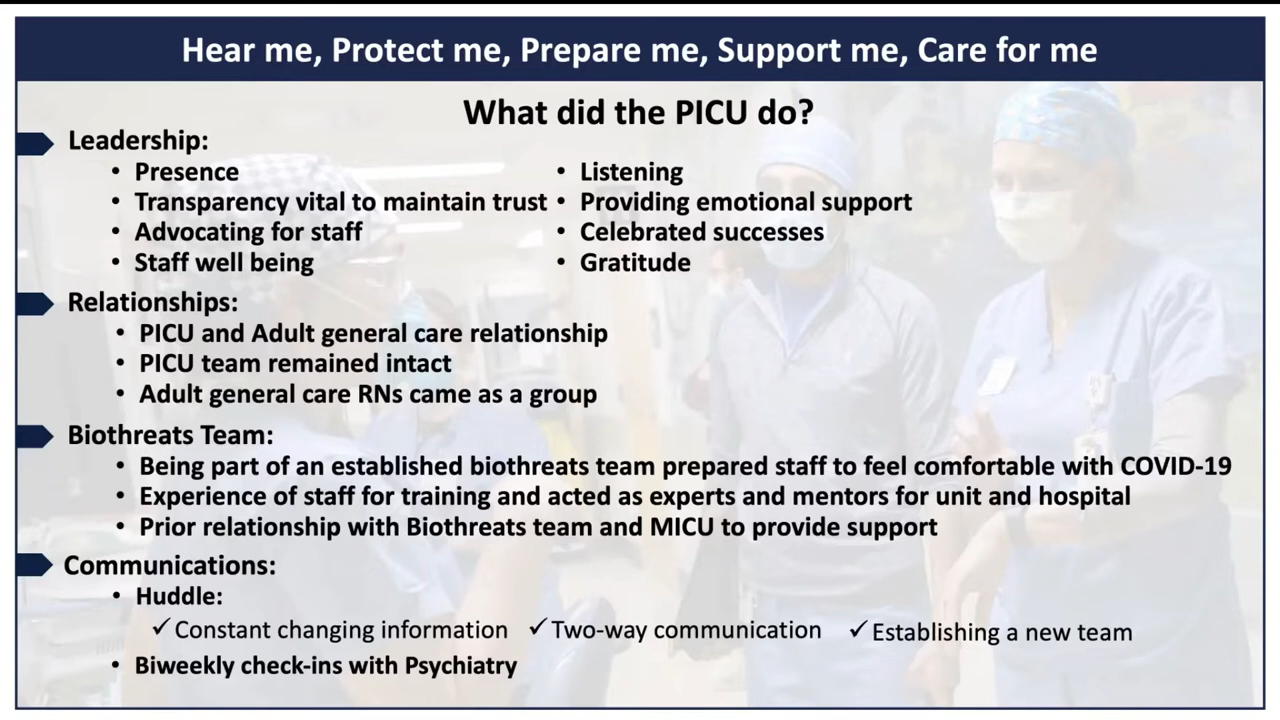 Hear me, Protect me, Prepare me, Support me, Care for me
What did the PICU do?
Leadership:
• Presence
• Transparency vital to maintain trust
• Advocating for staff
• Staff well being
• Listening
• Providing emotional support
• Celebrated successes
• Gratitude
Relationships:
• PICU and Adult general care relationship
• PICU team remained intact
• Adult general care RNs came as a group
Biothreats Team:
• Being part of an established biothreats team prepared staff to feel comfortable with COVID-19
• Experience of staff for training and acted as experts and mentors for unit and hospital
• Prior relationship with Biothreats team and MICU to provide support
Communications:
• Huddle:
✓ Constant changing information ✓ Two-way communication ✓ Establishing a new team
• Biweekly check-ins with Psychiatry